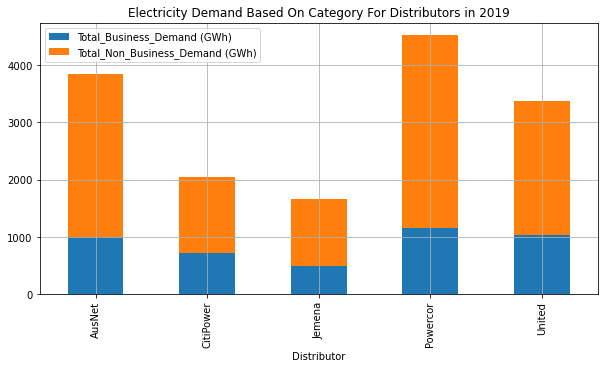 Electricity Demand Based On Category For Distributors in 2019
Total_Business_Demand (GWh)
Total_Non_Business_Demand (GWh)
4000
3000
2000
1000
0
AusNet
CitiPower
Jemena
Powercor
United
Distributor